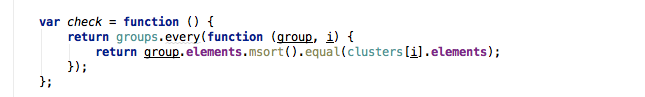 var check = function () {
return groups.every(function (group, i) {
return group.elements.msort().equal(clusters[i].elements);
});
};